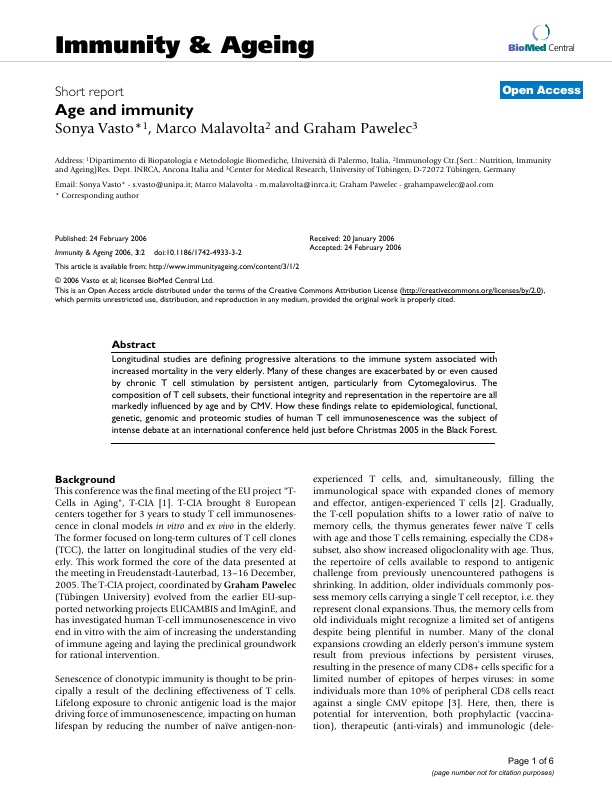 Immunity & Ageing
BioMed Central
Short report
Open Access
Age and immunity
Sonya Vasto*1, Marco Malavolta2 and Graham Pawelec3
Address: 1Dipartimento di Biopatologia e Metodologie Biomediche, Università di Palermo, Italia, 2Immunology Ctr.(Sect.: Nutrition, Immunity
and Ageing)Res. Dept. INRCA, Ancona Italia and 3Center for Medical Research, University of Tübingen, D-72072 Tübingen, Germany
Email: Sonya Vasto* - s.vasto@unipa.it; Marco Malavolta - m.malavolta@inrca.it; Graham Pawelec - grahampawelec@aol.com
* Corresponding author
Published: 24 February 2006
Immunity & Ageing 2006, 3:2 doi:10.1186/1742-4933-3-2
Received: 20 January 2006
Accepted: 24 February 2006
This article is available from: http://www.immunityageing.com/content/3/1/2
© 2006 Vasto et al; licensee BioMed Central Ltd.
This is an Open Access article distributed under the terms of the Creative Commons Attribution License (http://creativecommons.org/licenses/by/2.0),
which permits unrestricted use, distribution, and reproduction in any medium, provided the original work is properly cited.
Abstract
Longitudinal studies are defining progressive alterations to the immune system associated with
increased mortality in the very elderly. Many of these changes are exacerbated by or even caused
by chronic T cell stimulation by persistent antigen, particularly from Cytomegalovirus. The
composition of T cell subsets, their functional integrity and representation in the repertoire are all
markedly influenced by age and by CMV. How these findings relate to epidemiological, functional,
genetic, genomic and proteomic studies of human T cell immunosenescence was the subject of
intense debate at an international conference held just before Christmas 2005 in the Black Forest.
Background
This conference was the final meeting of the EU project "T-
Cells in Aging", T-CIA [1]. T-CIA brought 8 European
centers together for 3 years to study T cell immunosenes-
cence in clonal models in vitro and ex vivo in the elderly.
The former focused on long-term cultures of T cell clones
(TCC), the latter on longitudinal studies of the very eld-
erly. This work formed the core of the data presented at
the meeting in Freudenstadt-Lauterbad, 13–16 December,
2005. The T-CIA project, coordinated by Graham Pawelec
(Tübingen University) evolved from the earlier EU-sup-
ported networking projects EUCAMBIS and ImAginE, and
has investigated human T-cell immunosenescence in vivo
end in vitro with the aim of increasing the understanding
of immune ageing and laying the preclinical groundwork
for rational intervention.
Senescence of clonotypic immunity is thought to be prin-
cipally a result of the declining effectiveness of T cells.
Lifelong exposure to chronic antigenic load is the major
driving force of immunosenescence, impacting on human
lifespan by reducing the number of naïve antigen-non-
experienced T cells, and, simultaneously, filling the
immunological space with expanded clones of memory
and effector, antigen-experienced T cells [2]. Gradually,
the T-cell population shifts to a lower ratio of naïve to
memory cells, the thymus generates fewer naïve T cells
with age and those T cells remaining, especially the CD8+
subset, also show increased oligoclonality with age. Thus,
the repertoire of cells available to respond to antigenic
challenge from previously unencountered pathogens is
shrinking. In addition, older individuals commonly pos-
sess memory cells carrying a single T cell receptor, i.e. they
represent clonal expansions. Thus, the memory cells from
old individuals might recognize a limited set of antigens
despite being plentiful in number. Many of the clonal
expansions crowding an elderly person's immune system
result from previous infections by persistent viruses,
resulting in the presence of many CD8+ cells specific for a
limited number of epitopes of herpes viruses: in some
individuals more than 10% of peripheral CD8 cells react
against a single CMV epitope [3]. Here, then, there is
potential for intervention, both prophylactic (vaccina-
tion), therapeutic (anti-virals) and immunologic (dele-
Page 1 of 6
(page number not for citation purposes)